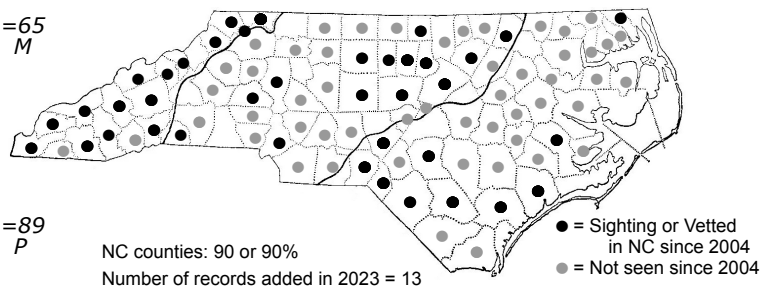 =65
M
=89
P
NC counties: 90 or 90%
Number of records added in 2023 = 13
= Sighting or Vetted
in NC since 2004
= Not seen since 2004